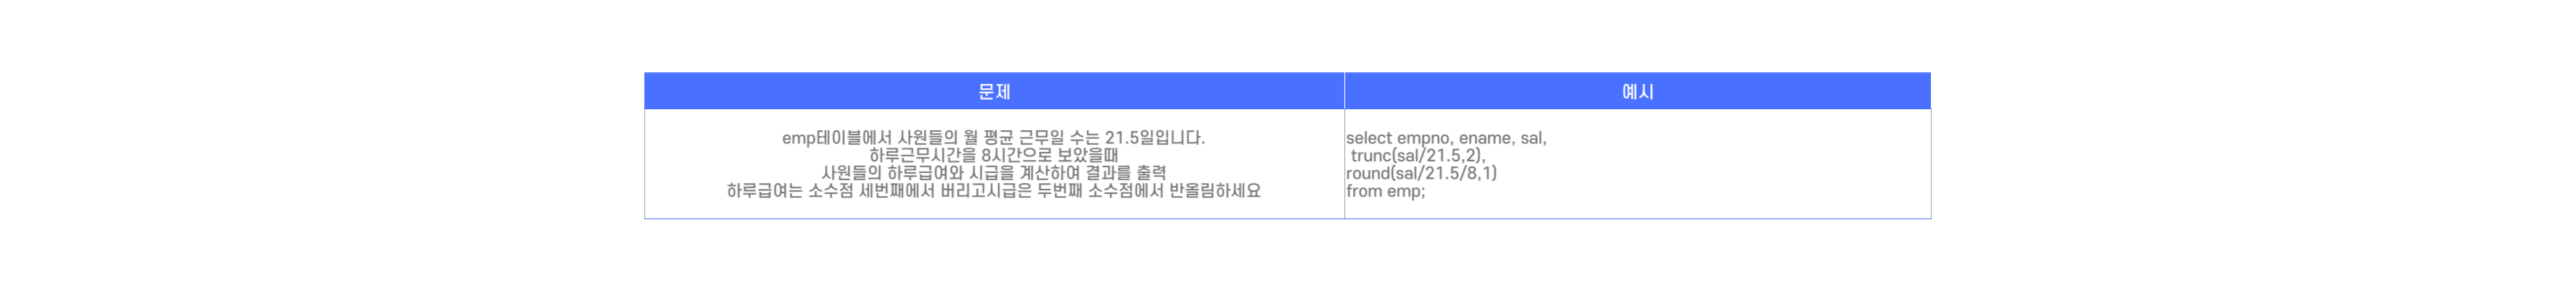 문제
예시
emp테이블에서 사원들의 월 평균 근무일 수는 21.5일입니다.
하루근무시간을 8시간으로 보았을때
사원들의 하루급여와 시급을 계산하여 결과를 출력
하루급여는 소수점 세번째에서 버리고시급은 두번째 소수점에서 반올림하세요
select empno, ename, sal,
trunc(sal/21.5,2),
round(sal/21.5/8,1)
from emp;